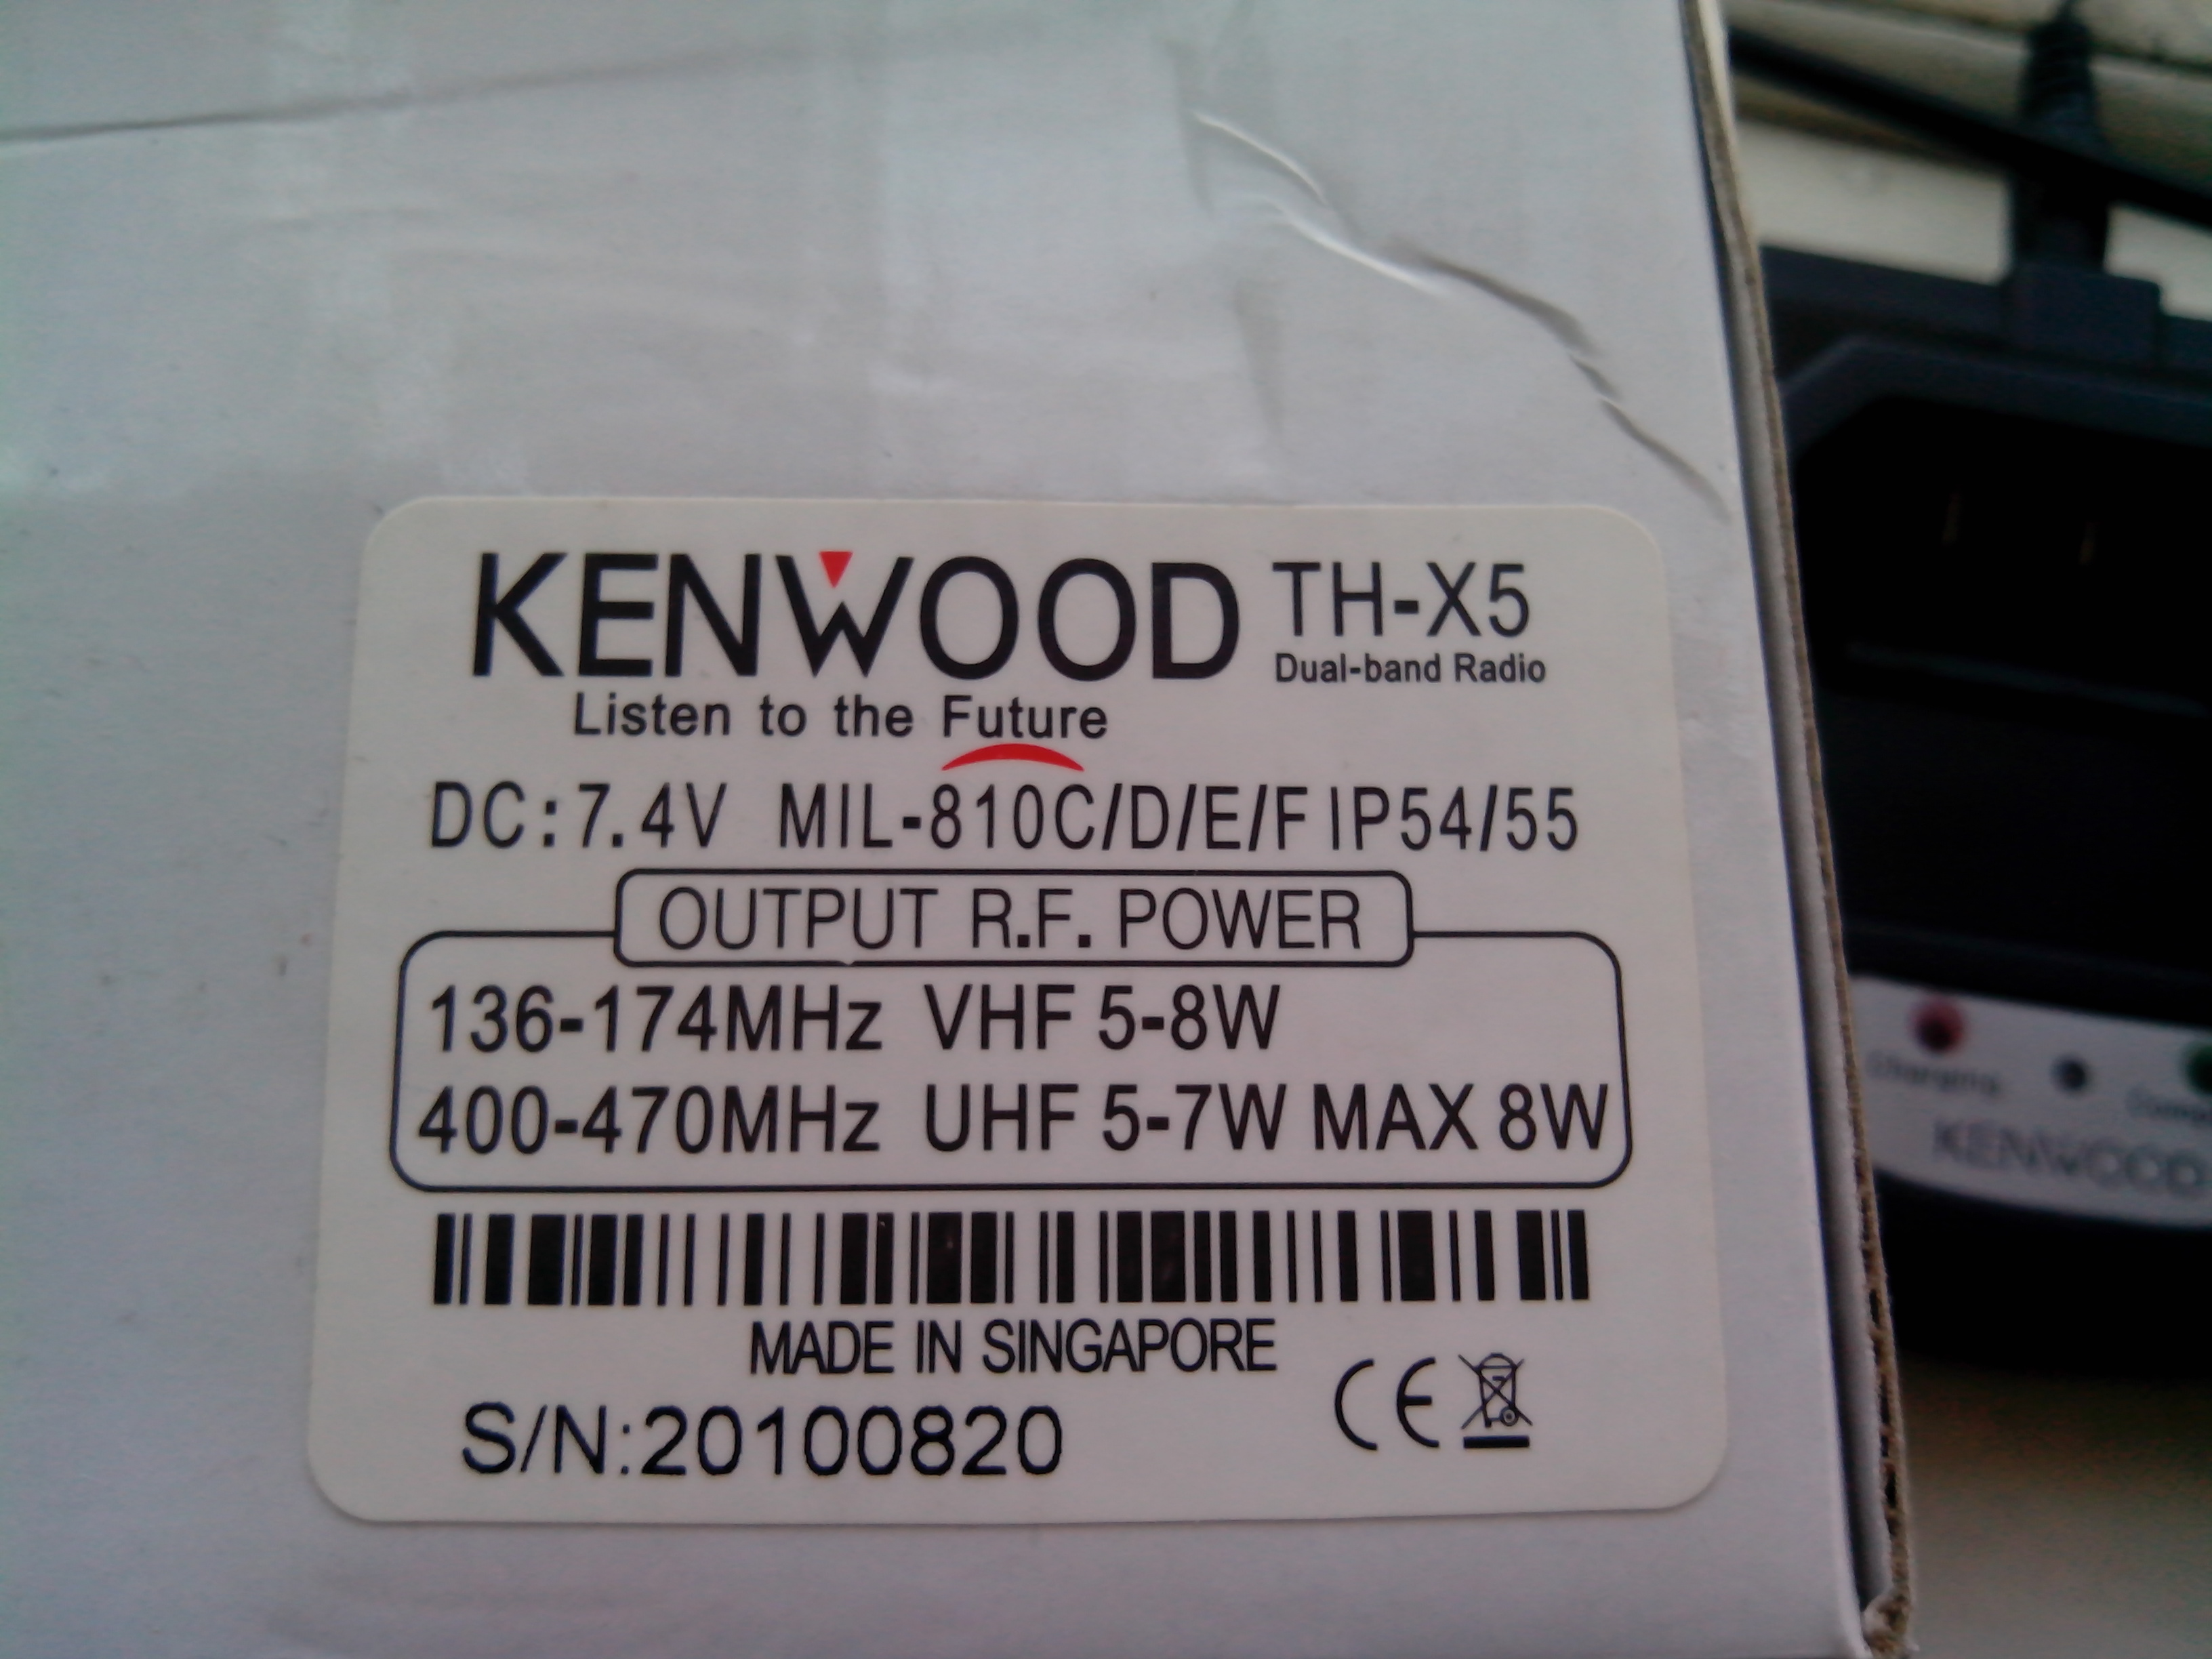 KENWOOD TH-X5
Dual-band Radio
Listen to the Future
DC:7.4V MIL-810C/D/E/F IP54/55
OUTPUT R.F. POWER
136-174MHz VHF 5-8W
400-470MHz UHF 5-7W MAX 8W
MADE IN SINGAPORE
S/N:20100820
CE
Charging
KENWOOD